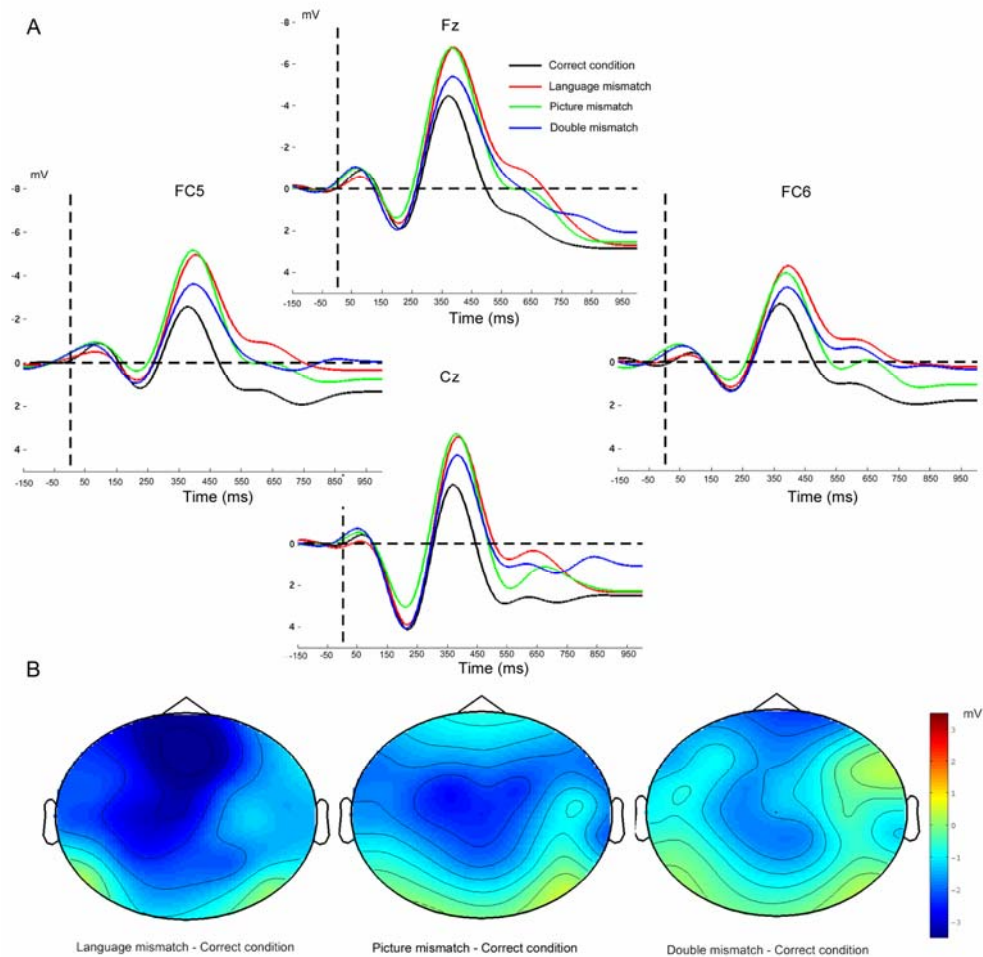 A
mV
Fz
-8
-6
-4
-2
0
2
4
-150 -50 50 150 250 350 450 550 650 750 850 950
Time (ms)
Correct condition
Language mismatch
Picture mismatch
Double mismatch
mV
FC5
-8
-6
-4
-2
0
2
4
-150 -50 50 150 250 350 450 550 650 750 850 950
Time (ms)
FC6
-8
-6
-4
-2
0
2
4
-150 -50 50 150 250 350 450 550 650 750 850 950
Time (ms)
Cz
0
2
4
-150 -50 50 150 250 350 450 550 650 750 850 950
Time (ms)
B
mV
3
2
1
0
-1
-2
-3
Language mismatch - Correct condition
Picture mismatch - Correct condition
Double mismatch - Correct condition